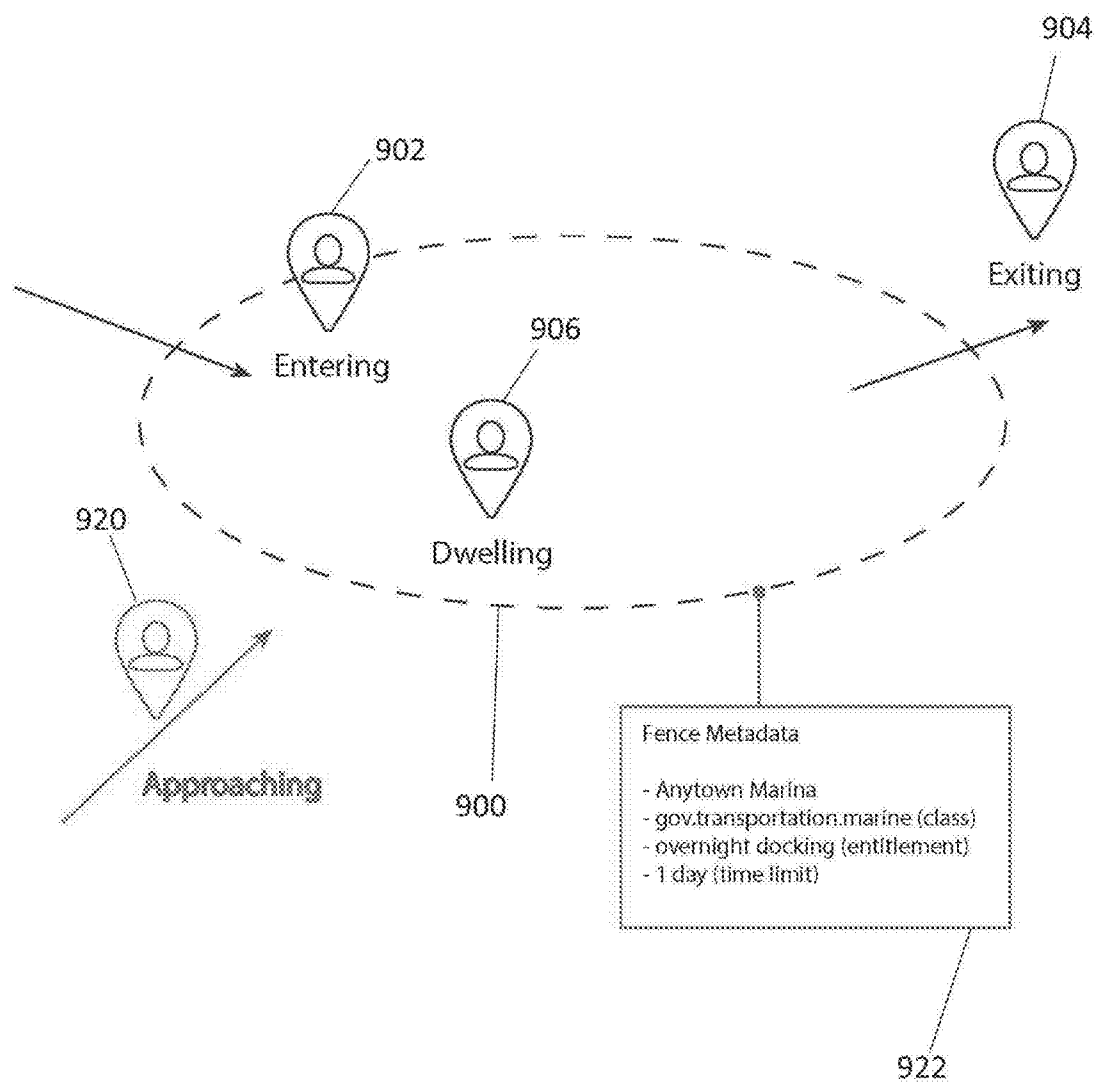 904
902
Exiting
906
Entering
920
Dwelling
Approaching
900
Fence Metadada
- Anytown Marina
- gov.transportation.marine (class)
- overnight docking (entitlement)
- 1 day (time limit)
922